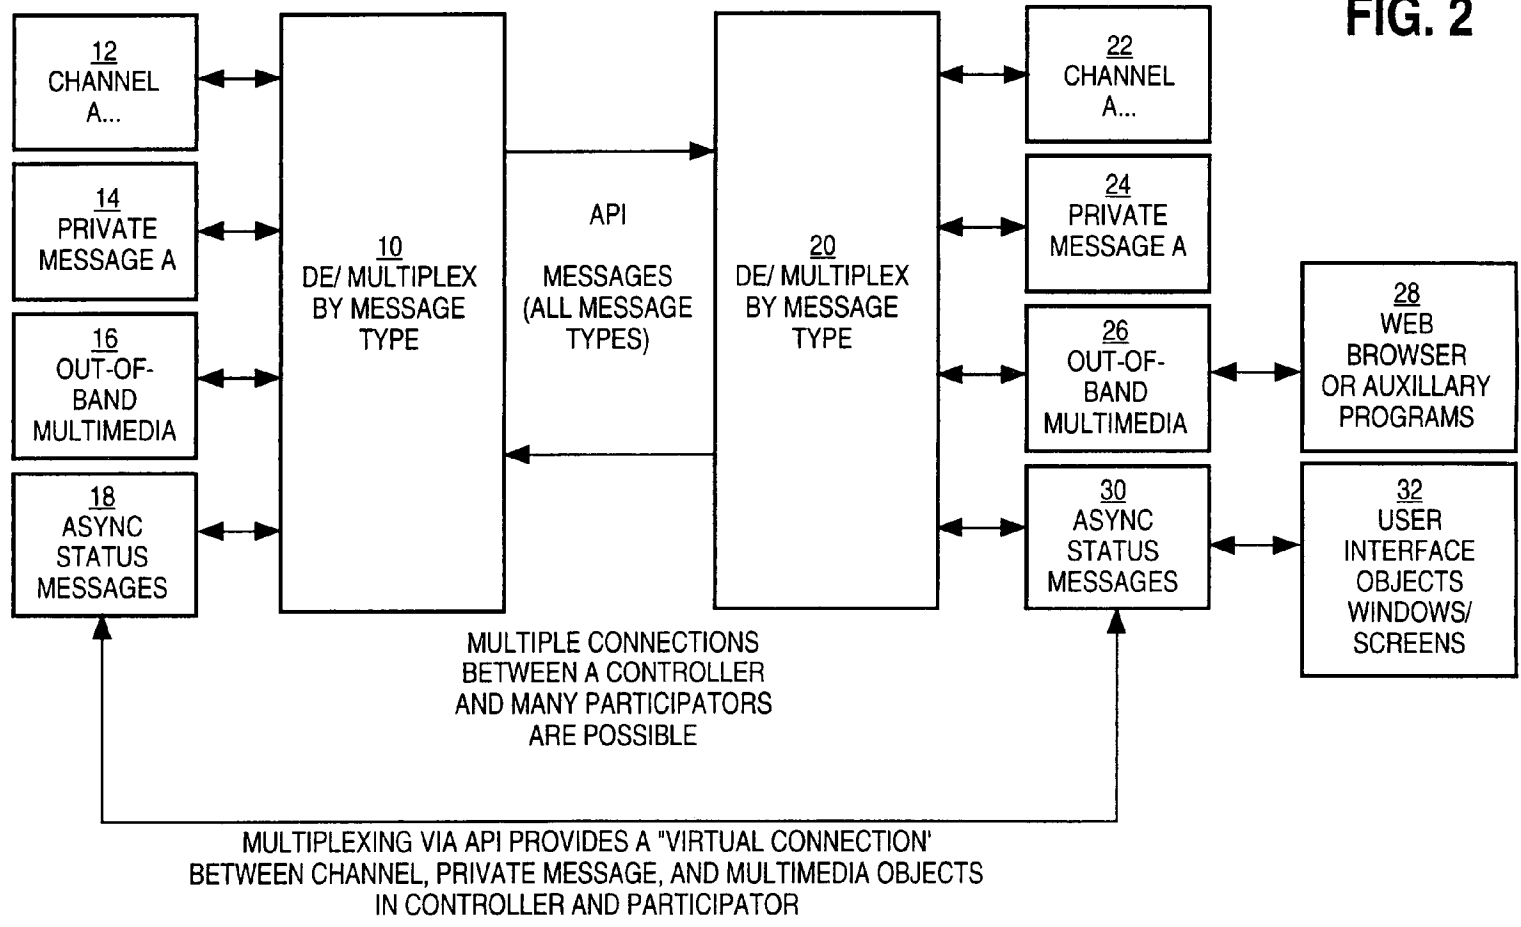 FIG. 2
12
CHANNEL
A...
14
PRIVATE
MESSAGE A
16
OUT-OF-
BAND
MULTIMEDIA
18
ASYNC
STATUS
MESSAGES
10
DE/ MULTIPLEX
BY MESSAGE
TYPE
API
MESSAGES
(ALL MESSAGE
TYPES)
20
DE/ MULTIPLEX
BY MESSAGE
TYPE
22
CHANNEL
A...
24
PRIVATE
MESSAGE A
26
OUT-OF-
BAND
MULTIMEDIA
30
ASYNC
STATUS
MESSAGES
28
WEB
BROWSER
OR AUXILLARY
PROGRAMS
32
USER
INTERFACE
OBJECTS
WINDOWS/
SCREENS
MULTIPLE CONNECTIONS
BETWEEN A CONTROLLER
AND MANY PARTICIPATORS
ARE POSSIBLE
MULTIPLEXING VIA API PROVIDES A "VIRTUAL CONNECTION'
BETWEEN CHANNEL, PRIVATE MESSAGE, AND MULTIMEDIA OBJECTS
IN CONTROLLER AND PARTICIPATOR